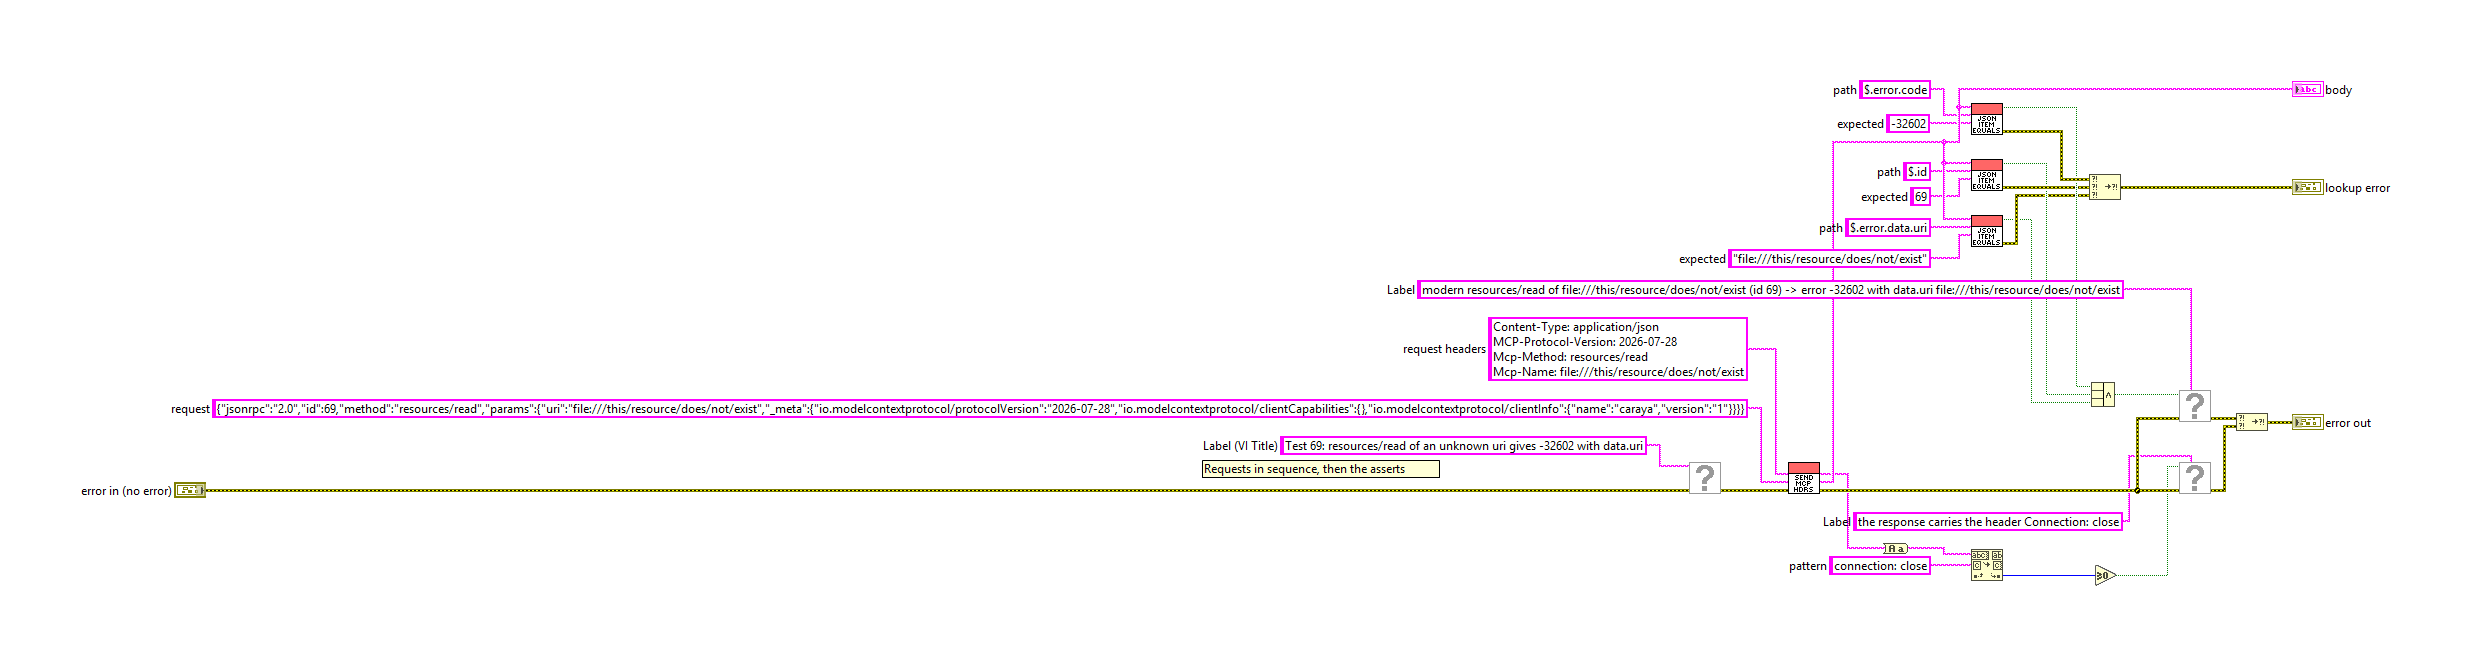 path $.error.code
body
expected -32602
JSON ITEM EQUALS
path $.id
JSON ITEM EQUALS
lookup error
expected 69
path $.error.data.uri
JSON ITEM EQUALS
expected "file:///this/resource/does/not/exist"
Label modern resources/read of file:///this/resource/does/not/exist (id 69) -> error -32602 with data.uri file:///this/resource/does/not/exist
request headers
Content-Type: application/json
MCP-Protocol-Version: 2026-07-28
Mcp-Method: resources/read
Mcp-Name: file:///this/resource/does/not/exist
request {"jsonrpc":"2.0","id":69,"method":"resources/read","params":{"uri":"file:///this/resource/does/not/exist","_meta":{"io.modelcontextprotocol/protocolVersion":"2026-07-28","io.modelcontextprotocol/clientCapabilities":{},"io.modelcontextprotocol/clientInfo":{"name":"caraya","version":"1"}}}}
error out
Label (VI Title) Test 69: resources/read of an unknown uri gives -32602 with data.uri
Requests in sequence, then the asserts
error in (no error)
SEND MCP HDRS
Label the response carries the header Connection: close
pattern connection: close